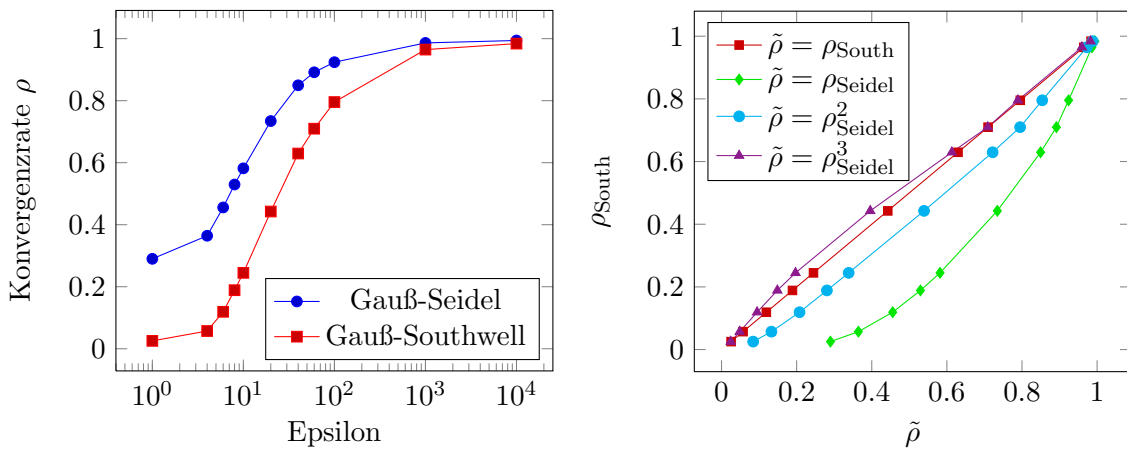 Konvergenzrate ρ
1
0.8
0.6
0.4
0.2
0
10^0
10^1
10^2
10^3
10^4
Epsilon
Gauß-Seidel
Gauß-Southwell
ρ_South
1
0.8
0.6
0.4
0.2
0
0
0.2
0.4
0.6
0.8
1
ρ̃
ρ̃ = ρ_South
ρ̃ = ρ_Seidel
ρ̃ = ρ^2_Seidel
ρ̃ = ρ^3_Seidel